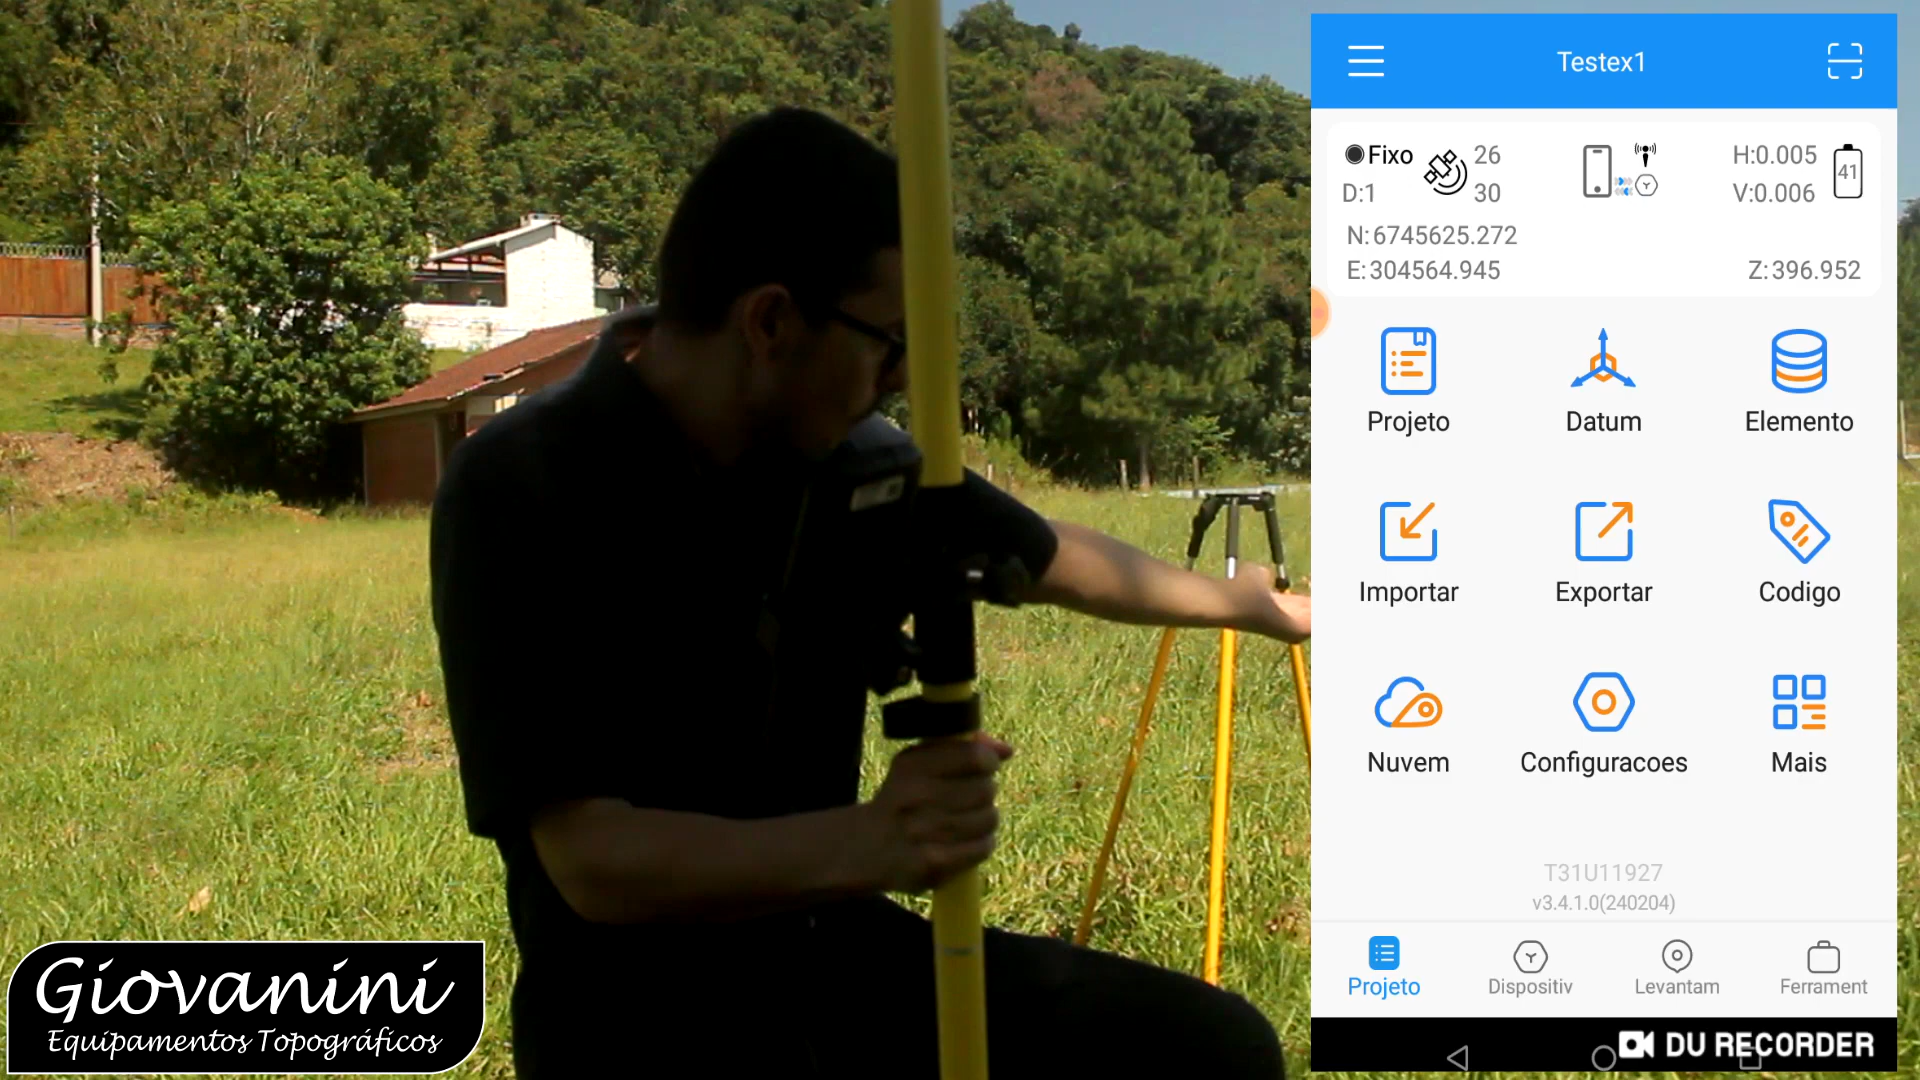 Testex1
Fixo
26
D:1
30
H:0.005
V:0.006
41
N:6745625.272
E:304564.945
Z:396.952
Projeto
Datum
Elemento
Importar
Exportar
Codigo
Nuvem
Configuracoes
Mais
T31U11927
v3.4.1.0(240204)
Projeto
Dispositiv
Levantam
Ferrament
DU RECORDER
Giovanini
Equipamentos Topográficos